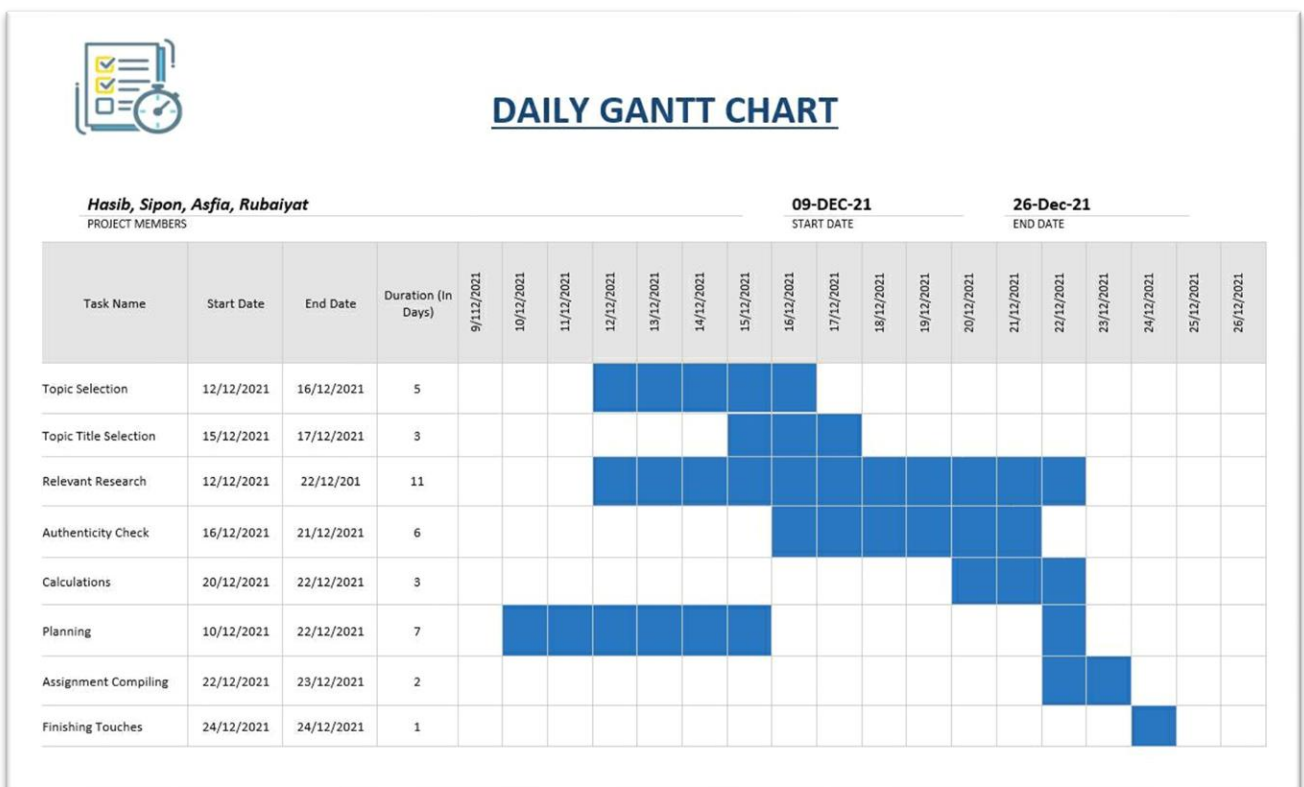 DAILY GANTT CHART
Hasib, Sipon, Asfia, Rubaiyat 09-DEC-21 26-Dec-21
PROJECT MEMBERS START DATE END DATE
Task Name Start Date End Date Duration (In Days) 9/112/2021 10/12/2021 11/12/2021 12/12/2021 13/12/2021 14/12/2021 15/12/2021 16/12/2021 17/12/2021 18/12/2021 19/12/2021 20/12/2021 21/12/2021 22/12/2021 23/12/2021 24/12/2021 25/12/2021 26/12/2021
Topic Selection 12/12/2021 16/12/2021 5
Topic Title Selection 15/12/2021 17/12/2021 3
Relevant Research 12/12/2021 22/12/201 11
Authenticity Check 16/12/2021 21/12/2021 6
Calculations 20/12/2021 22/12/2021 3
Planning 10/12/2021 22/12/2021 7
Assignment Compiling 22/12/2021 23/12/2021 2
Finishing Touches 24/12/2021 24/12/2021 1